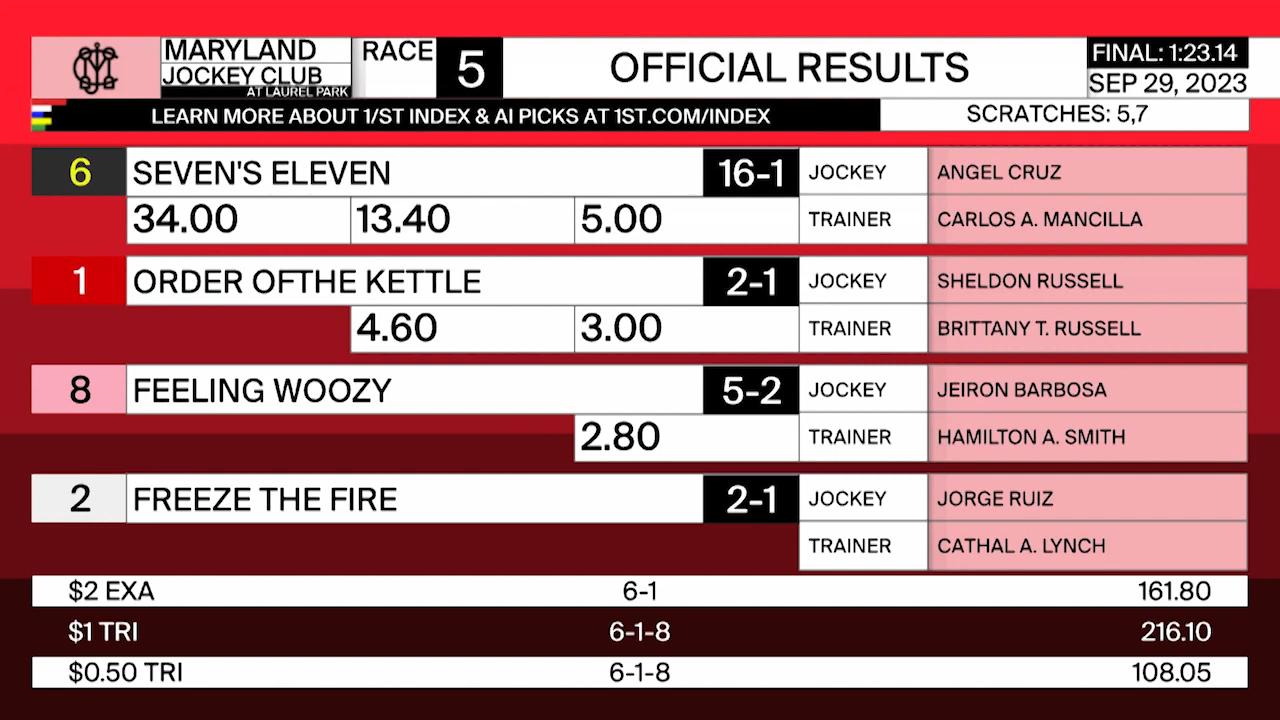 MARYLAND
JOCKEY CLUB
AT LAUREL PARK
RACE 5
OFFICIAL RESULTS
FINAL: 1:23.14
SEP 29, 2023
LEARN MORE ABOUT 1/ST INDEX & AI PICKS AT 1ST.COM/INDEX
SCRATCHES: 5,7
6 SEVEN'S ELEVEN 16-1 JOCKEY ANGEL CRUZ
34.00 13.40 5.00 TRAINER CARLOS A. MANCILLA
1 ORDER OFTHE KETTLE 2-1 JOCKEY SHELDON RUSSELL
4.60 3.00 TRAINER BRITTANY T. RUSSELL
8 FEELING WOOZY 5-2 JOCKEY JEIRON BARBOSA
2.80 TRAINER HAMILTON A. SMITH
2 FREEZE THE FIRE 2-1 JOCKEY JORGE RUIZ
TRAINER CATHAL A. LYNCH
$2 EXA 6-1 161.80
$1 TRI 6-1-8 216.10
$0.50 TRI 6-1-8 108.05